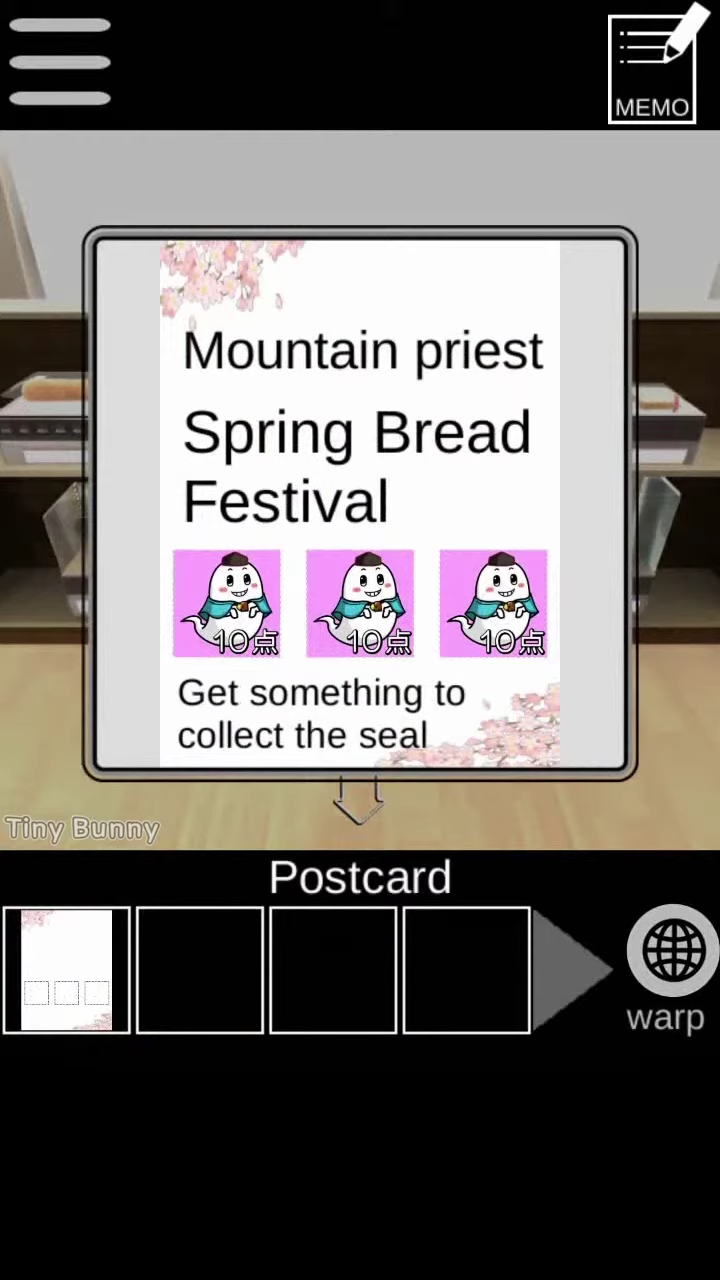 MEMO
Mountain priest
Spring Bread
Festival
10点 10点 10点
Get something to
collect the seal
Tiny Bunny
Postcard
warp